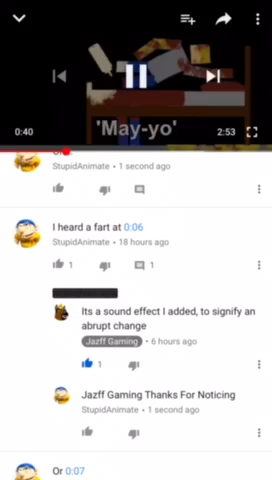 'May-yo'
0:40
2:53
Or
StupidAnimate • 1 second ago
I heard a fart at 0:06
StupidAnimate • 18 hours ago
1
1
Its a sound effect I added, to signify an
abrupt change
Jazff Gaming • 6 hours ago
1
Jazff Gaming Thanks For Noticing
StupidAnimate • 1 second ago
Or 0:07